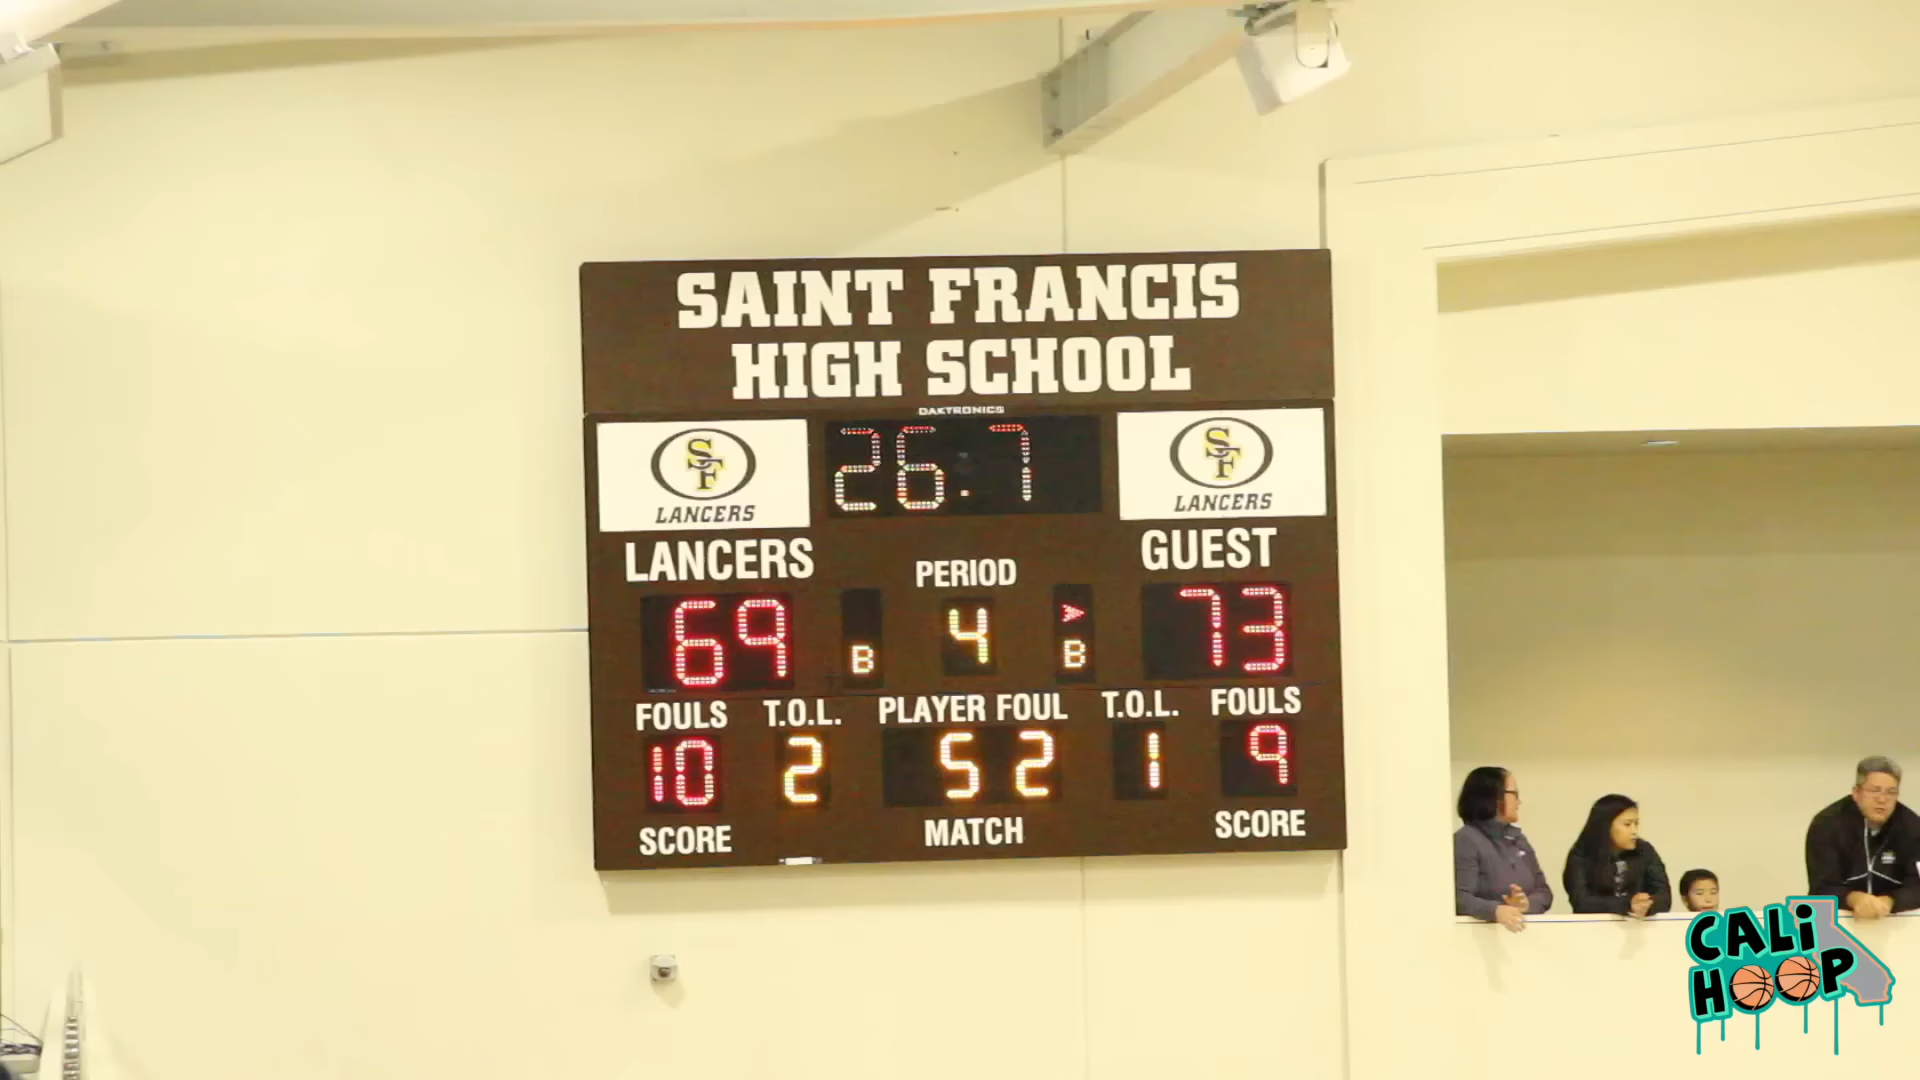 SAINT FRANCIS
HIGH SCHOOL
DAKTRONICS
SF
LANCERS
26.7
SF
LANCERS
LANCERS
PERIOD
GUEST
69
B
4
B
73
FOULS
T.O.L.
PLAYER FOUL
T.O.L.
FOULS
10
2
5 2
1
9
SCORE
MATCH
SCORE
CALi
HOOP